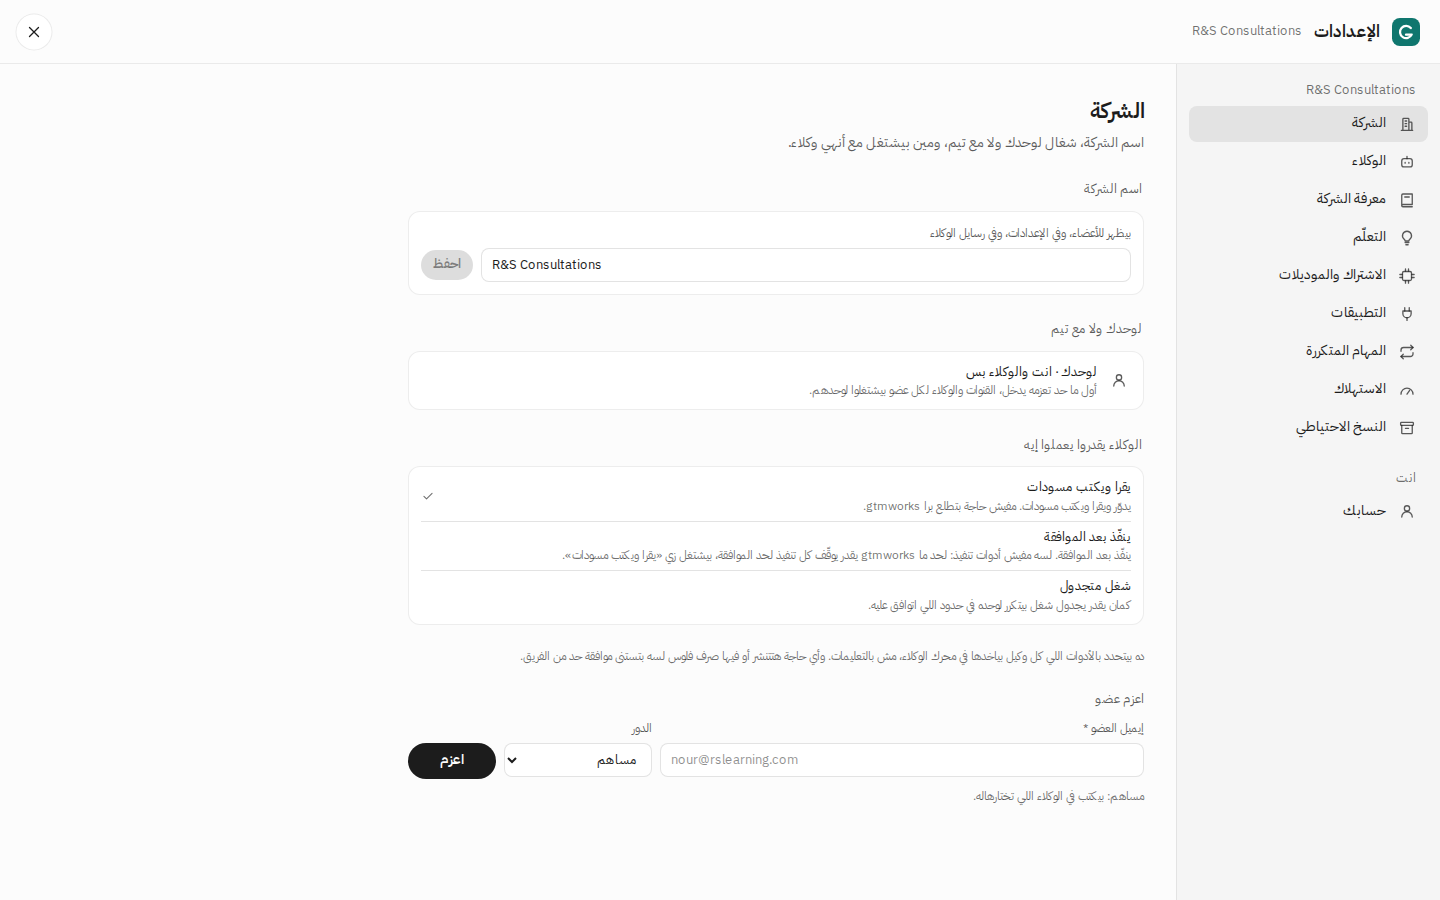 الإعدادات R&S Consultations
R&S Consultations
الشركة
الوكلاء
معرفة الشركة
التعلّم
الاشتراك والموديلات
التطبيقات
المهام المتكررة
الاستهلاك
النسخ الاحتياطي
انت
حسابك
الشركة
اسم الشركة، شغال لوحدك ولا مع تيم، ومين بيشتغل مع أنهي وكلاء.
اسم الشركة
بيظهر للأعضاء، وفي الإعدادات، وفي رسايل الوكلاء
R&S Consultations
احفظ
لوحدك ولا مع تيم
لوحدك · انت والوكلاء بس
أول ما حد تعزمه يدخل، القنوات والوكلاء لكل عضو بيشتغلوا لوحدهم.
الوكلاء يقدروا يعملوا إيه
يقرا ويكتب مسودات
يدوّر ويقرا ويكتب مسودات. مفيش حاجة بتطلع برا gtmworks.
ينفّذ بعد الموافقة
ينفّذ بعد الموافقة. لسه مفيش أدوات تنفيذ: لحد ما gtmworks يقدر يوقّف كل تنفيذ لحد الموافقة، بيشتغل زي «يقرا ويكتب مسودات».
شغل متجدول
كمان يقدر يجدول شغل بيتكرر لوحده في حدود اللي اتوافق عليه.
ده بيتحدد بالأدوات اللي كل وكيل بياخدها في محرك الوكلاء، مش بالتعليمات. وأي حاجة هتتنشر أو فيها صرف فلوس لسه بتستنى موافقة حد من الفريق.
اعزم عضو
إيميل العضو *
الدور
nour@rslearning.com
مساهم
اعزم
مساهم: بيكتب في الوكلاء اللي تختارهاله.